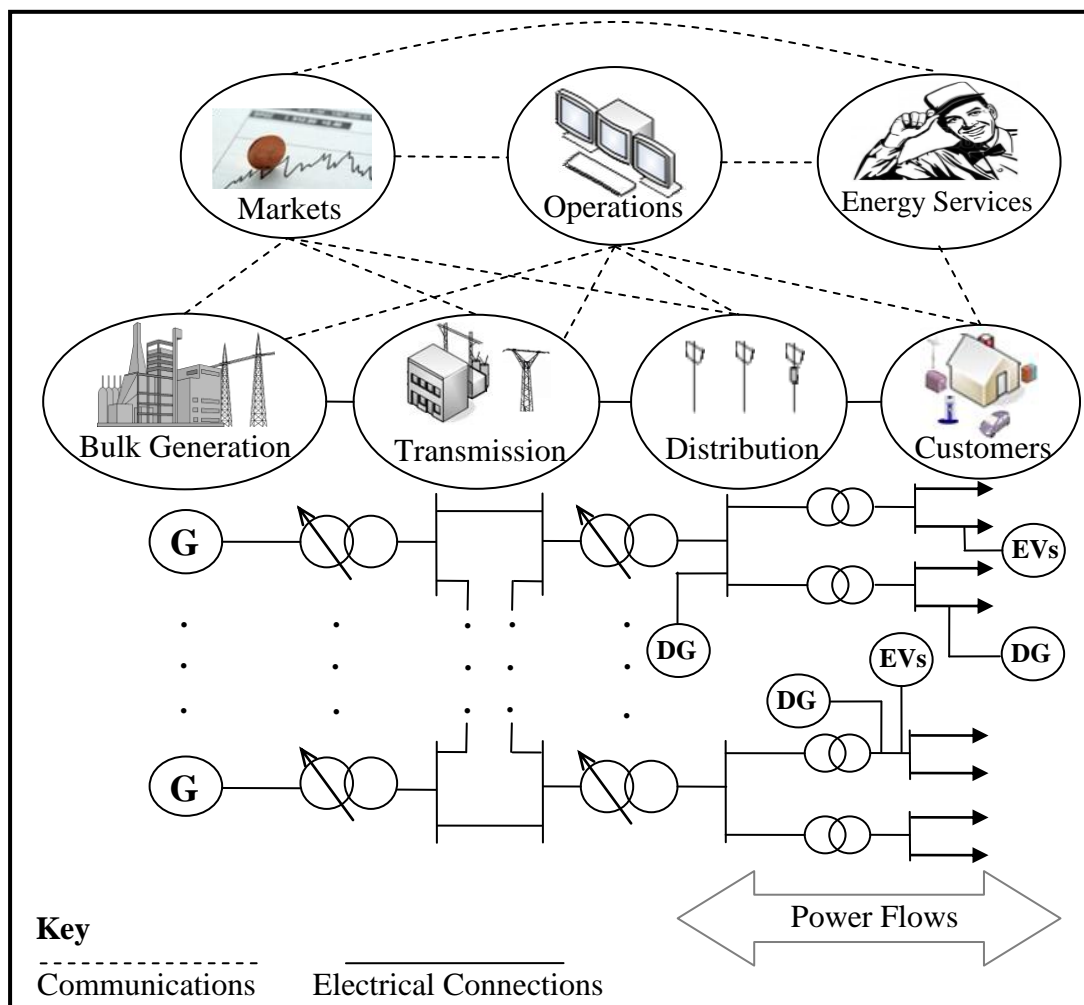 Markets
Operations
Energy Services
Bulk Generation
Transmission
Distribution
Customers
G
EVs
DG
DG
EVs
DG
G
Power Flows
Key
Communications
Electrical Connections